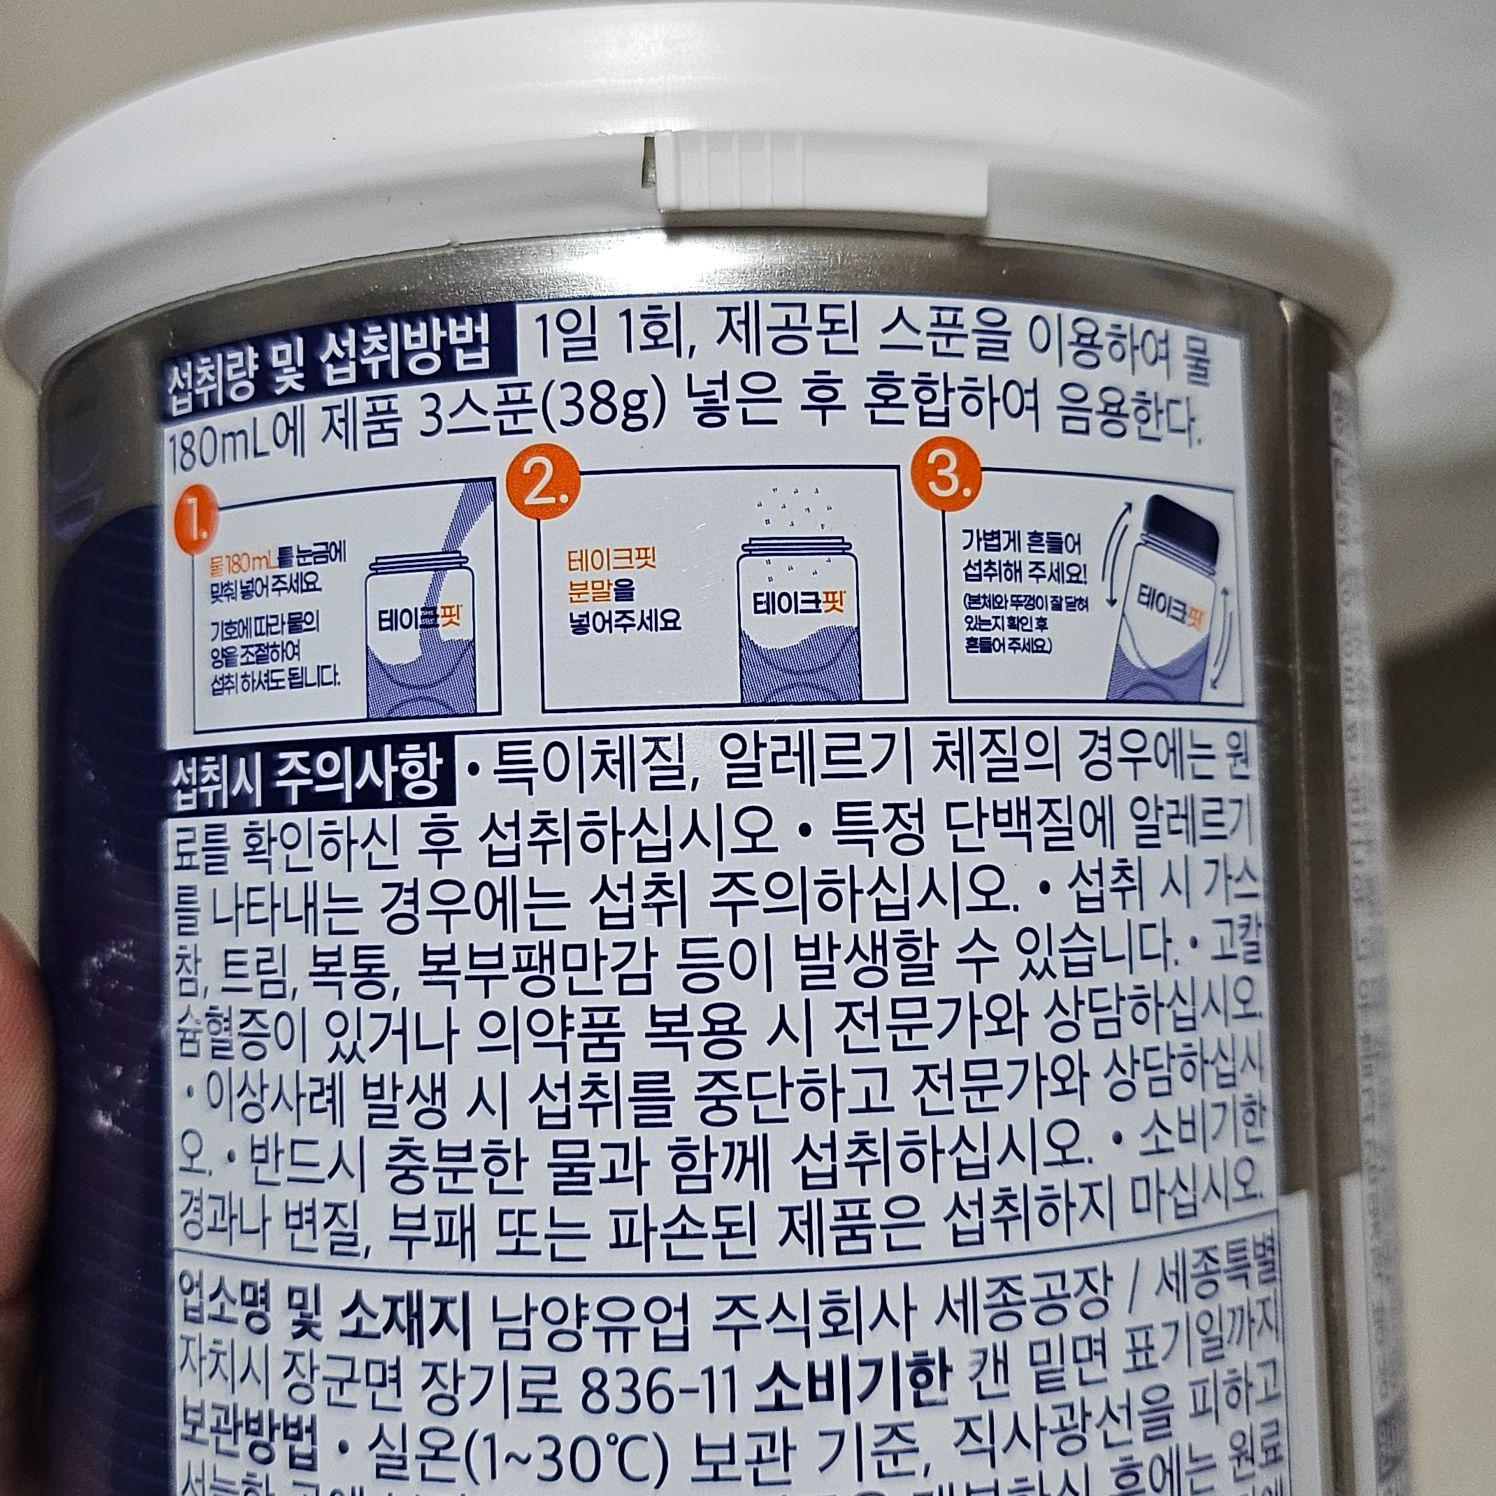 섭취량 및 섭취방법 1일 1회, 제공된 스푼을 이용하여 물
180mL에 제품 3스푼(38g) 넣은 후 혼합하여 음용한다.
1.
물 180mL를 눈금에
맞춰 넣어 주세요.
기호에 따라 물의
양을 조절하여
섭취 하셔도 됩니다.
테이크핏
2.
테이크핏
분말을
넣어주세요
테이크핏
3.
가볍게 흔들어
섭취해 주세요!
(본체와 뚜껑이 잘 닫혀
있는지 확인 후
흔들어 주세요.)
테이크핏
섭취시 주의사항 • 특이체질, 알레르기 체질의 경우에는 원
료를 확인하신 후 섭취하십시오 • 특정 단백질에 알레르기
를 나타내는 경우에는 섭취 주의하십시오. • 섭취 시 가스
참, 트림, 복통, 복부팽만감 등이 발생할 수 있습니다. • 고칼
슘혈증이 있거나 의약품 복용 시 전문가와 상담하십시오.
• 이상사례 발생 시 섭취를 중단하고 전문가와 상담하십시
오. • 반드시 충분한 물과 함께 섭취하십시오. • 소비기한
경과나 변질, 부패 또는 파손된 제품은 섭취하지 마십시오.
업소명 및 소재지 남양유업 주식회사 세종공장 / 세종특별
자치시 장군면 장기로 836-11 소비기한 캔 밑면 표기일까지
보관방법 • 실온(1~30℃) 보관 기준, 직사광선을 피하고
후에는 원료